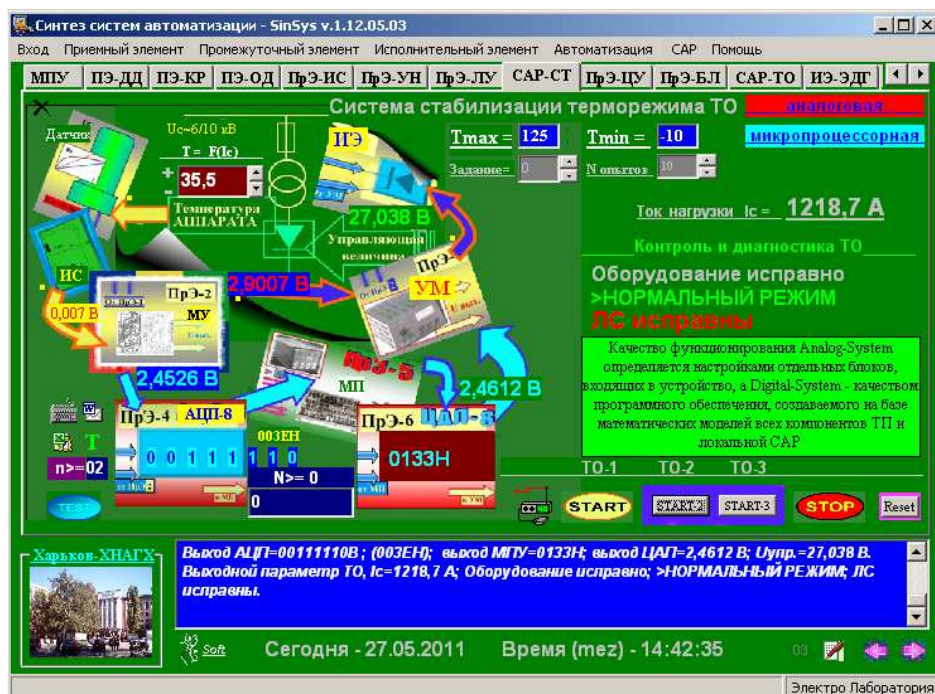 Синтез систем автоматизации - SinSys v.1.12.05.03
Вход Приемный элемент Промежуточный элемент Исполнительный элемент Автоматизация САР Помощь
МПУ ПЭ-ДД ПЭ-КР ПЭ-ОД ПрЭ-ИС ПрЭ-УН ПрЭ-ЛУ САР-СТ ПрЭ-ЦУ ПрЭ-БЛ САР-ТО ИЭ-ЭДГ
Система стабилизации терморежима ТО
аналоговая
микропроцессорная
Датчик
Uc~6/10 кВ
T = F(Ic)
35,5
Температура
АППАРАТА
ИЭ
Tmax = 125
Tmin = -10
Задание= 0
N опытов 10
27,038 В
Управляющая
величина
Ток нагрузки Ic = 1218,7 А
Контроль и диагностика ТО
Оборудование исправно
>НОРМАЛЬНЫЙ РЕЖИМ
ЛС исправны
ИС
0,007 В
ПрЭ-2
МУ
2,9007 В
УМ
2,4526 В
ПрЭ-5
МП
2,4612 В
Качество функционирования Analog-System
определяется настройками отдельных блоков,
входящих в устройство, а Digital-System - качеством
программного обеспечения, создаваемого на базе
математических моделей всех компонентов ТП и
локальной САР
ПрЭ-4 АЦП-8
0 0 1 1 1 1 1 0
003EH
N>= 0
0
ПрЭ-6 ЦАП-8
0133H
T
n>=02
TEST
ТО-1 ТО-2 ТО-3
START START-2 START-3 STOP Reset
Харьков-ХНАГХ
Выход АЦП=00111110В ; (003EH); выход МПУ=0133H; выход ЦАП=2,4612 В; Uупр.=27,038 В.
Выходной параметр ТО, Ic=1218,7 А; Оборудование исправно; >НОРМАЛЬНЫЙ РЕЖИМ; ЛС
исправны.
Soft
Сегодня - 27.05.2011 Время (mez) - 14:42:35
03
Электро Лаборатория